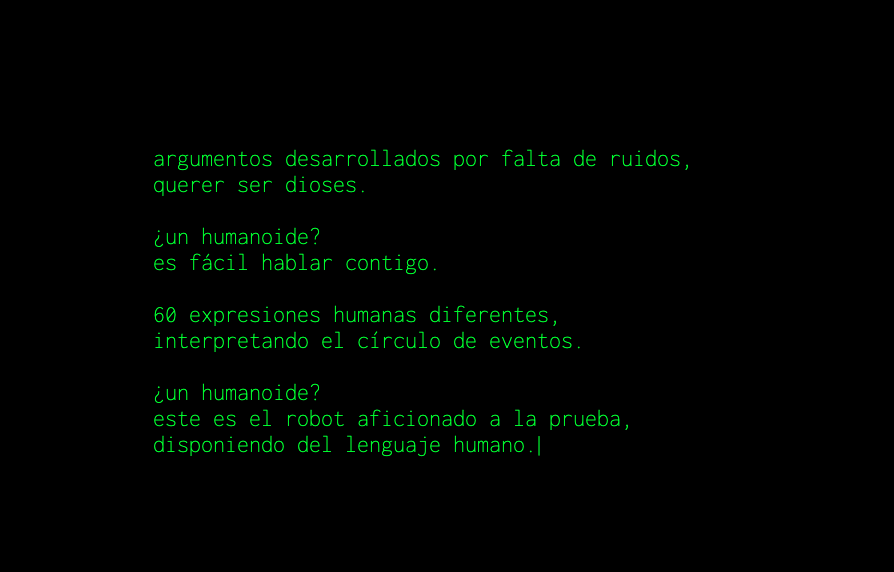 argumentos desarrollados por falta de ruidos,
querer ser dioses.
¿un humanoide?
es fácil hablar contigo.
60 expresiones humanas diferentes,
interpretando el círculo de eventos.
¿un humanoide?
este es el robot aficionado a la prueba,
disponiendo del lenguaje humano.|